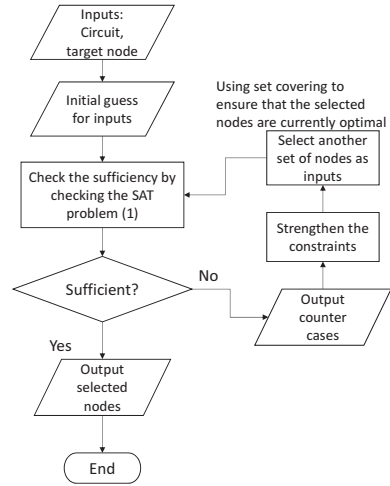 Inputs:
Circuit,
target node
Initial guess
for inputs
Using set covering to
ensure that the selected
nodes are currently optimal
Select another
set of nodes as
inputs
Check the sufficiency by
checking the SAT
problem (1)
Strengthen the
constraints
Sufficient?
No
Output
counter
cases
Yes
Output
selected
nodes
End